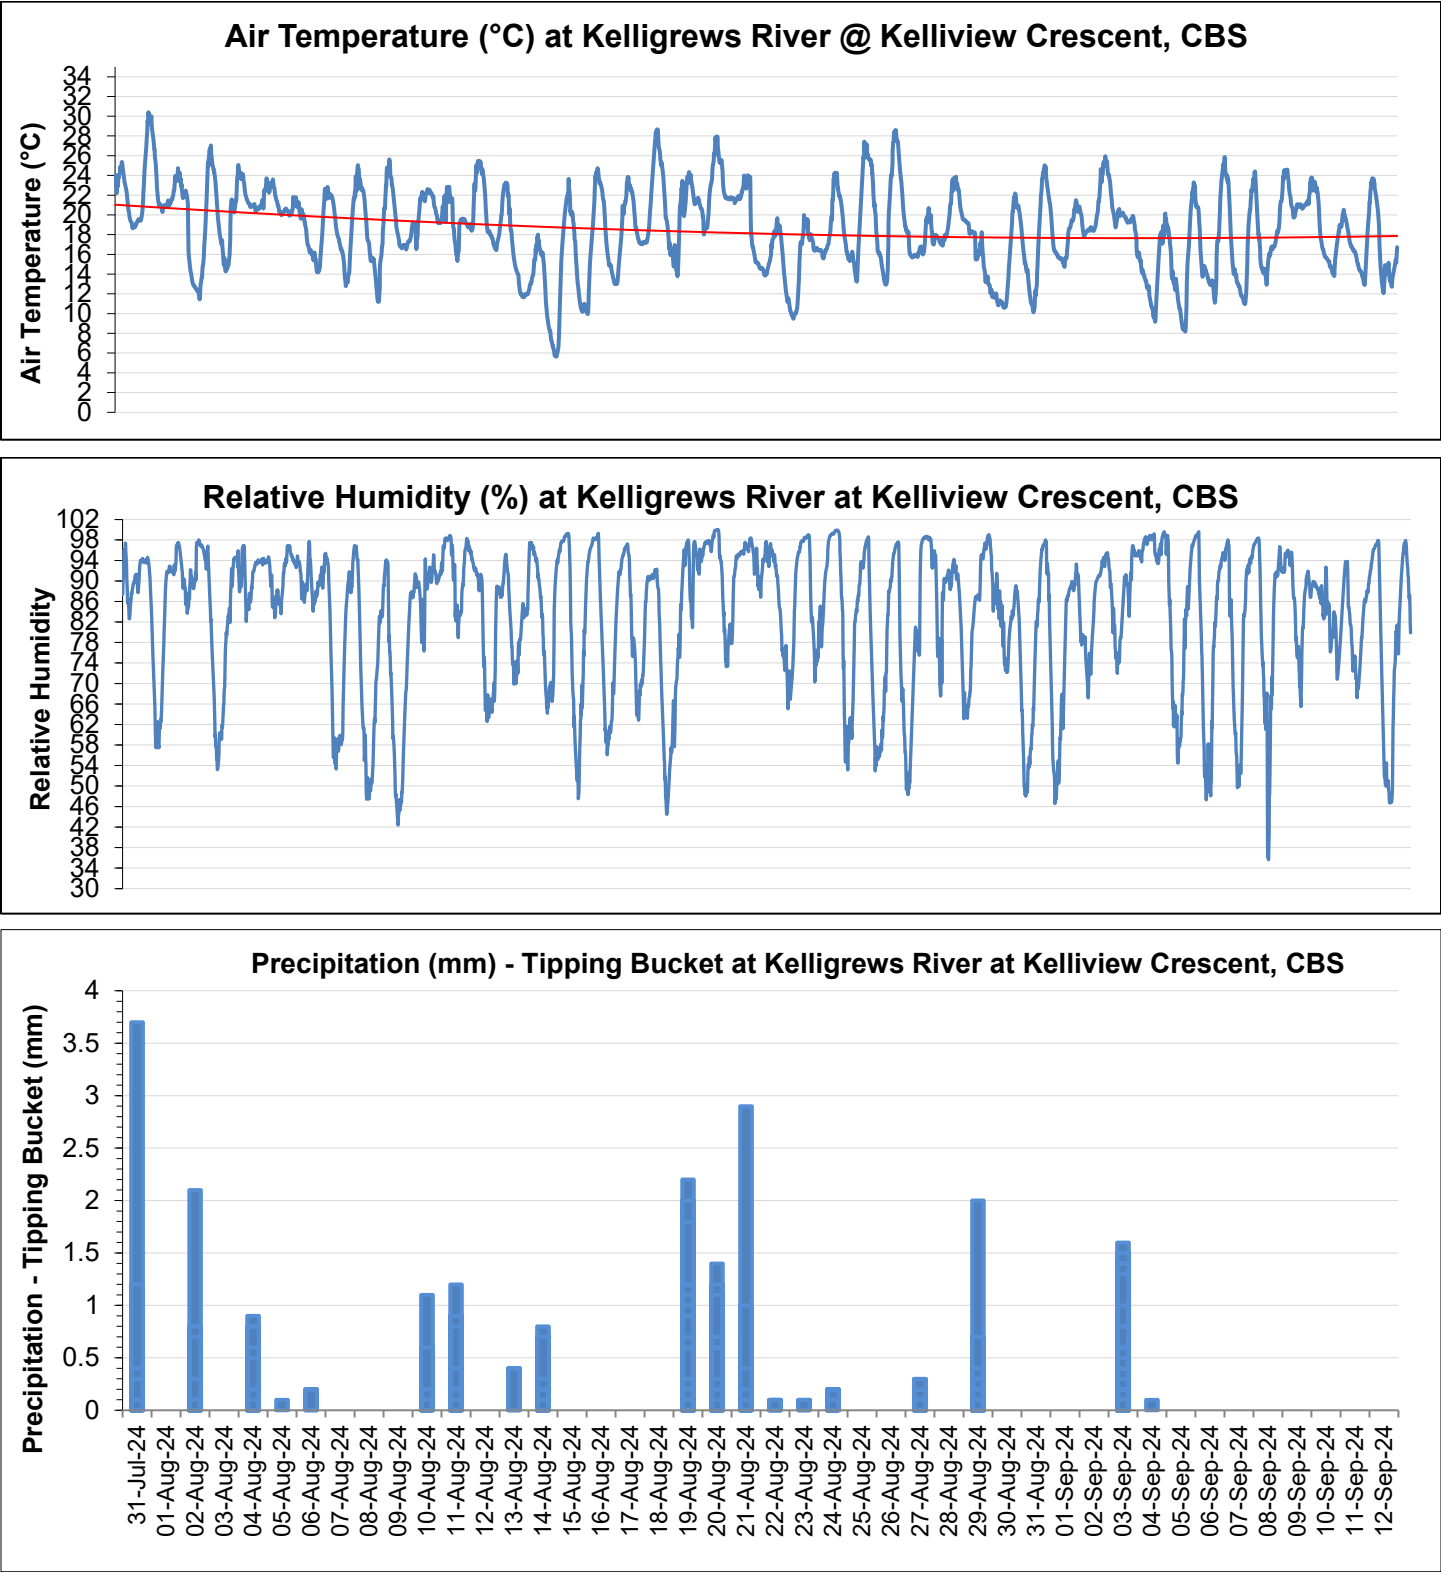 Air Temperature (°C) at Kelligrews River @ Kelliview Crescent, CBS
Air Temperature (°C)
34
32
30
28
26
24
22
20
18
16
14
12
10
8
6
4
2
0
Relative Humidity (%) at Kelligrews River at Kelliview Crescent, CBS
Relative Humidity
102
98
94
90
86
82
78
74
70
66
62
58
54
50
46
42
38
34
30
Precipitation (mm) - Tipping Bucket at Kelligrews River at Kelliview Crescent, CBS
Precipitation - Tipping Bucket (mm)
4
3.5
3
2.5
2
1.5
1
0.5
0
31-Jul-24
01-Aug-24
02-Aug-24
03-Aug-24
04-Aug-24
05-Aug-24
06-Aug-24
07-Aug-24
08-Aug-24
09-Aug-24
10-Aug-24
11-Aug-24
12-Aug-24
13-Aug-24
14-Aug-24
15-Aug-24
16-Aug-24
17-Aug-24
18-Aug-24
19-Aug-24
20-Aug-24
21-Aug-24
22-Aug-24
23-Aug-24
24-Aug-24
25-Aug-24
26-Aug-24
27-Aug-24
28-Aug-24
29-Aug-24
30-Aug-24
31-Aug-24
01-Sep-24
02-Sep-24
03-Sep-24
04-Sep-24
05-Sep-24
06-Sep-24
07-Sep-24
08-Sep-24
09-Sep-24
10-Sep-24
11-Sep-24
12-Sep-24